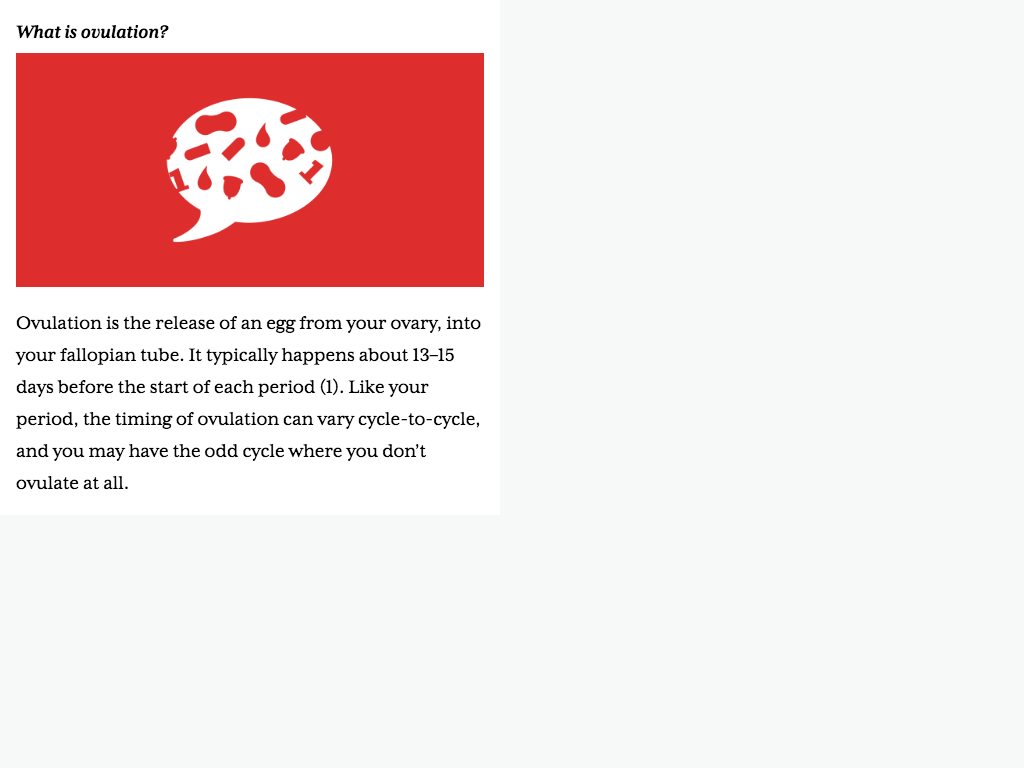 What is ovulation?
1
1
Ovulation is the release of an egg from your ovary, into
your fallopian tube. It typically happens about 13–15
days before the start of each period (1). Like your
period, the timing of ovulation can vary cycle-to-cycle,
and you may have the odd cycle where you don’t
ovulate at all.